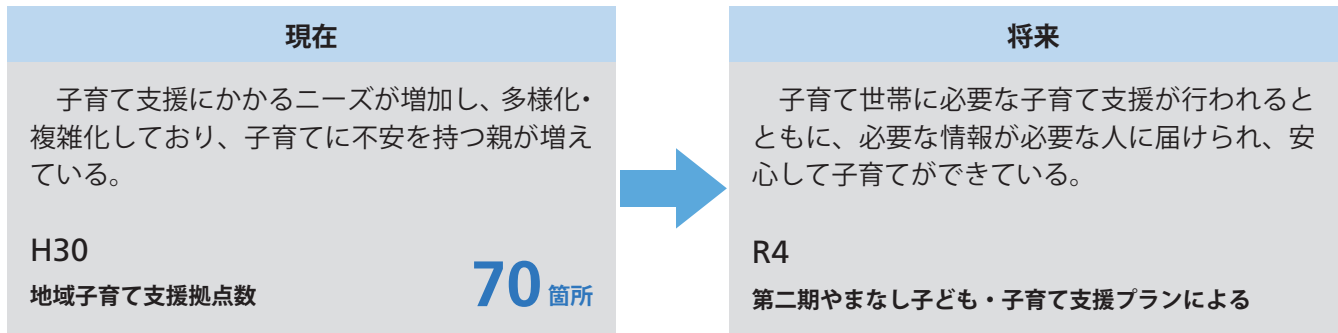 現在
　子育て支援にかかるニーズが増加し、多様化・
複雑化しており、子育てに不安を持つ親が増え
ている。
H30
地域子育て支援拠点数
70箇所
将来
　子育て世帯に必要な子育て支援が行われると
ともに、必要な情報が必要な人に届けられ、安
心して子育てができている。
R4
第二期やまなし子ども・子育て支援プランによる